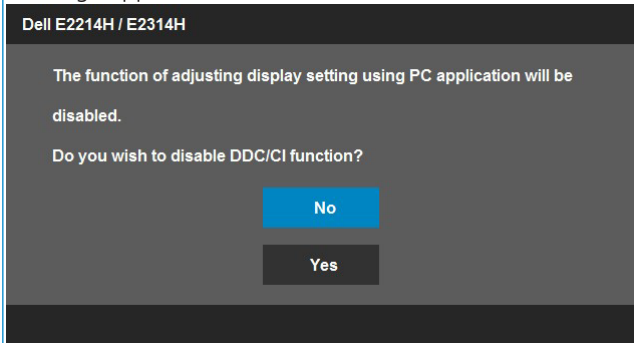 Dell E2214H / E2314H
The function of adjusting display setting using PC application will be
disabled.
Do you wish to disable DDC/CI function?
No
Yes